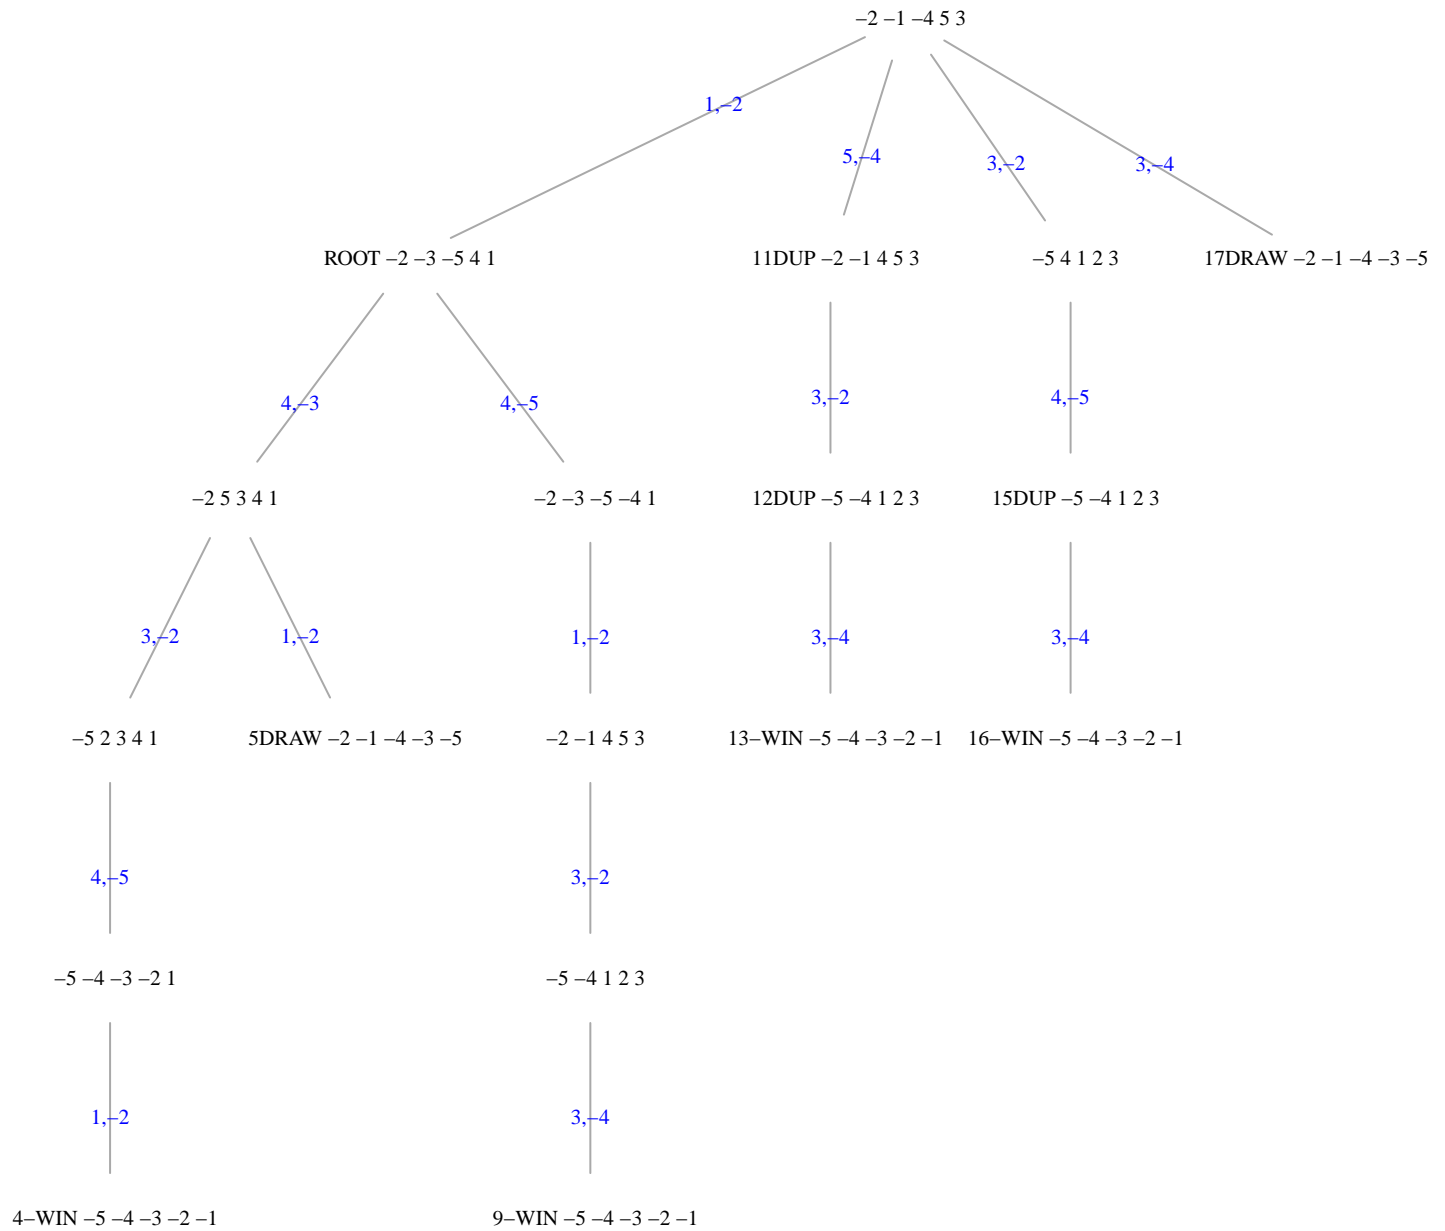 –2 –1 –4 5 3
1,–2
5,–4
3,–2
3,–4
ROOT –2 –3 –5 4 1
11DUP –2 –1 4 5 3
–5 4 1 2 3
17DRAW –2 –1 –4 –3 –5
4,–3
4,–5
3,–2
4,–5
–2 5 3 4 1
–2 –3 –5 –4 1
12DUP –5 –4 1 2 3
15DUP –5 –4 1 2 3
3,–2
1,–2
1,–2
3,–4
3,–4
–5 2 3 4 1
5DRAW –2 –1 –4 –3 –5
–2 –1 4 5 3
13–WIN –5 –4 –3 –2 –1
16–WIN –5 –4 –3 –2 –1
4,–5
3,–2
–5 –4 –3 –2 1
–5 –4 1 2 3
1,–2
3,–4
4–WIN –5 –4 –3 –2 –1
9–WIN –5 –4 –3 –2 –1